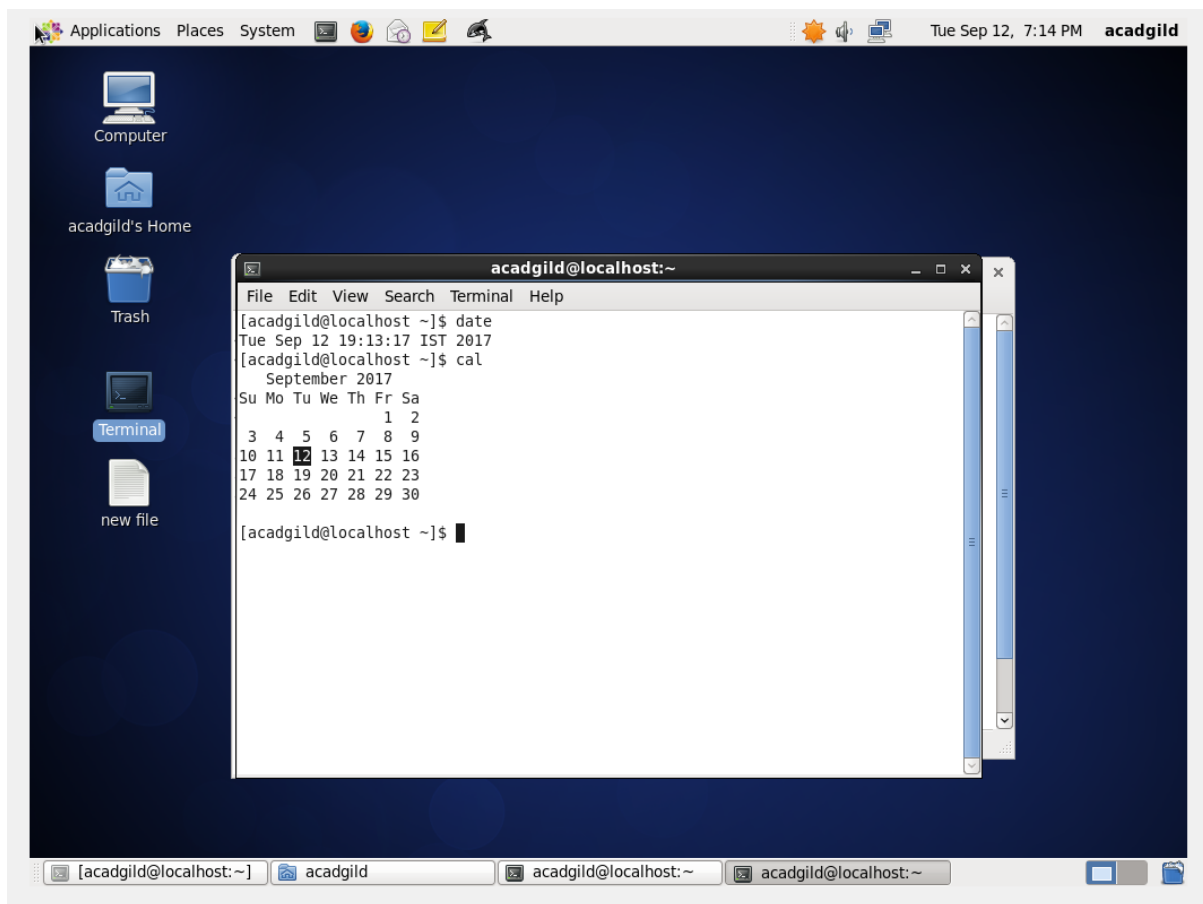 Applications Places System Tue Sep 12, 7:14 PM acadgild
Computer
acadgild's Home
Trash
Terminal
new file
acadgild@localhost:~
File Edit View Search Terminal Help
[acadgild@localhost ~]$ date
Tue Sep 12 19:13:17 IST 2017
[acadgild@localhost ~]$ cal
   September 2017
Su Mo Tu We Th Fr Sa
                1  2
 3  4  5  6  7  8  9
10 11 12 13 14 15 16
17 18 19 20 21 22 23
24 25 26 27 28 29 30
[acadgild@localhost ~]$
[acadgild@localhost:~] acadgild acadgild@localhost:~ acadgild@localhost:~